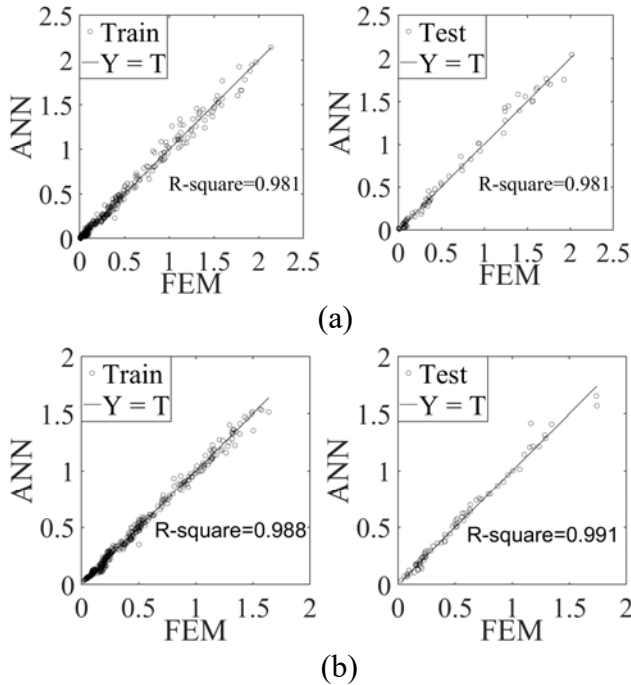 2.5
2
1.5
1
0.5
0
ANN
Train
Y = T
R-square=0.981
0 0.5 1 1.5 2 2.5
FEM
2.5
2
1.5
1
0.5
0
ANN
Test
Y = T
R-square=0.981
0 0.5 1 1.5 2 2.5
FEM
(a)
2
1.5
1
0.5
0
ANN
Train
Y = T
R-square=0.988
0 0.5 1 1.5 2
FEM
2
1.5
1
0.5
0
ANN
Test
Y = T
R-square=0.991
0 0.5 1 1.5 2
FEM
(b)